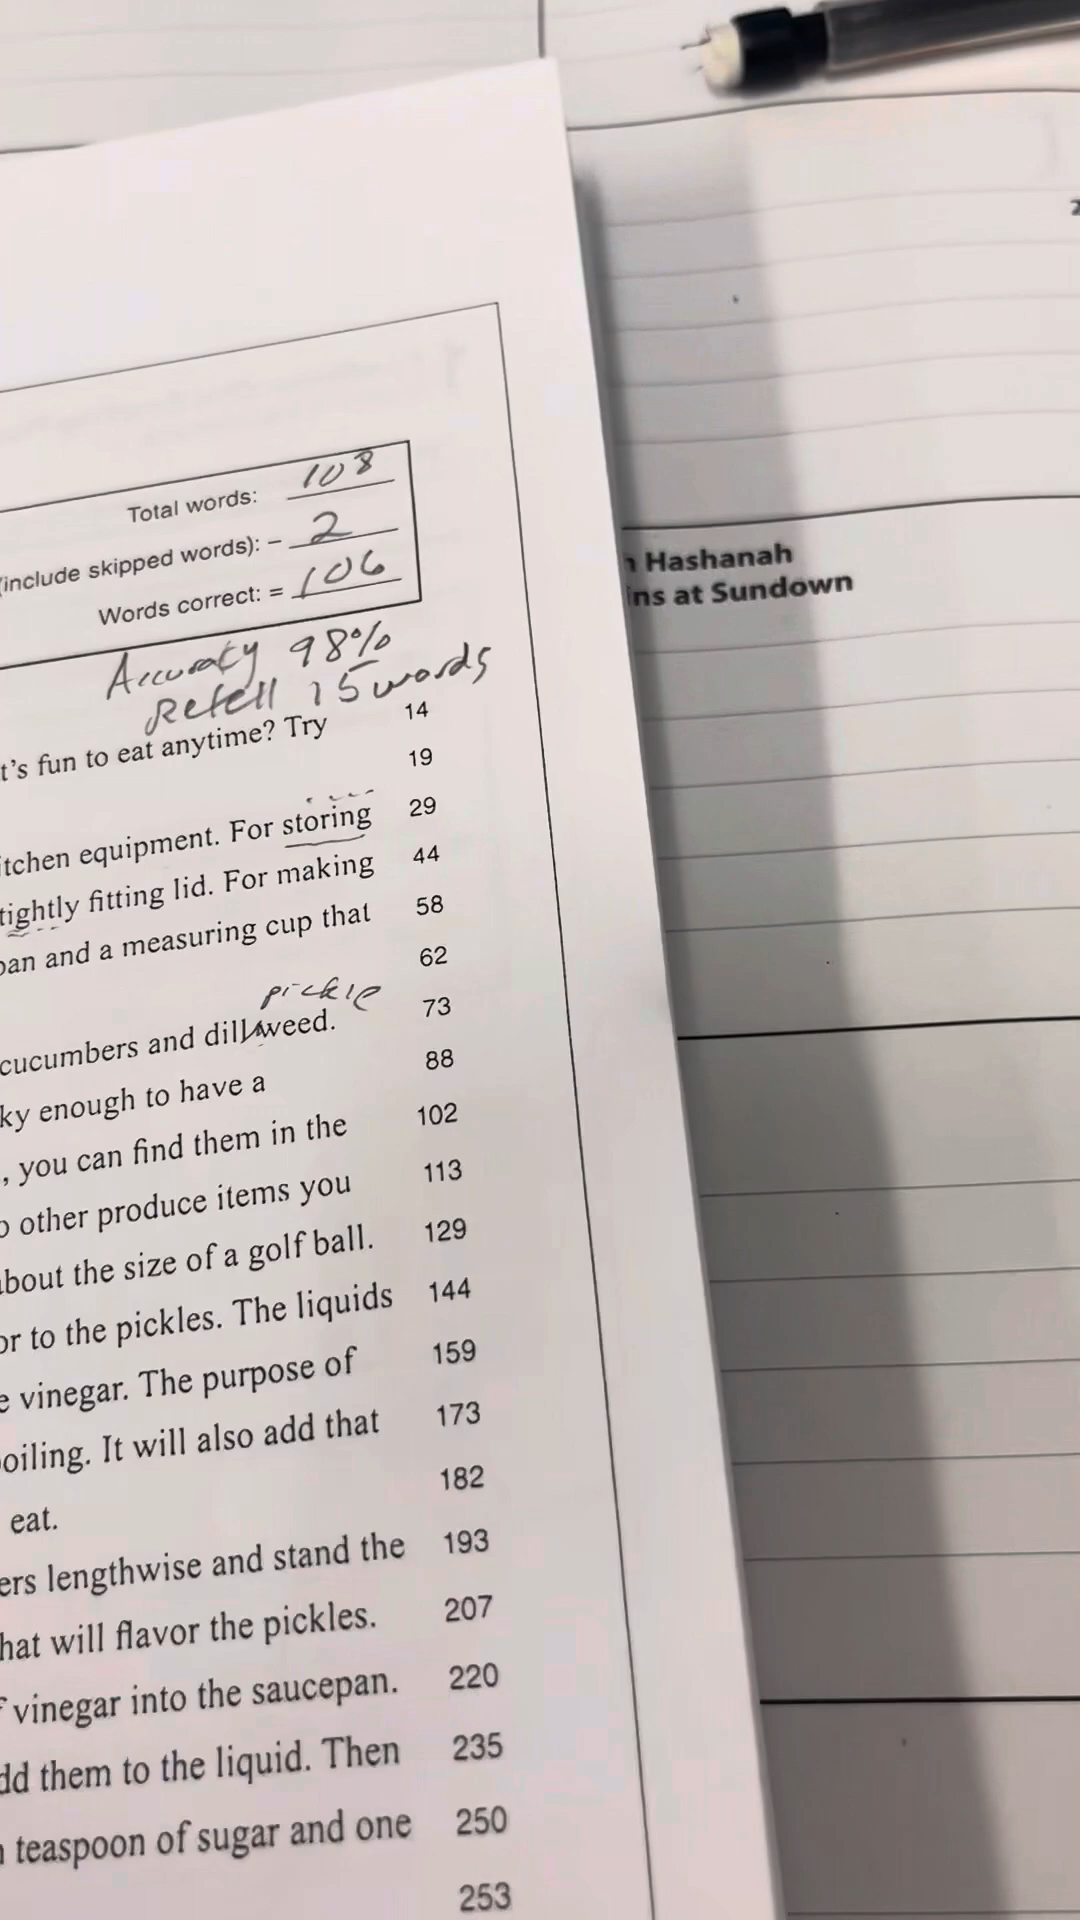 Total words: 108
(include skipped words): – 2
Words correct: = 106
Accuracy 98%
Retell 15 words
t's fun to eat anytime? Try 14
19
itchen equipment. For storing 29
tightly fitting lid. For making 44
pan and a measuring cup that 58
62
pickle
cucumbers and dillweed. 73
ky enough to have a 88
, you can find them in the 102
o other produce items you 113
about the size of a golf ball. 129
or to the pickles. The liquids 144
e vinegar. The purpose of 159
oiling. It will also add that 173
eat. 182
ers lengthwise and stand the 193
hat will flavor the pickles. 207
f vinegar into the saucepan. 220
dd them to the liquid. Then 235
n teaspoon of sugar and one 250
253
2
h Hashanah
ins at Sundown